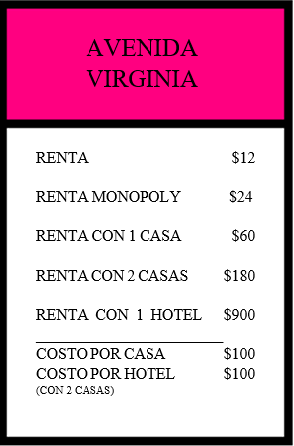 AVENIDA
VIRGINIA
RENTA $12
RENTA MONOPOLY $24
RENTA CON 1 CASA $60
RENTA CON 2 CASAS $180
RENTA CON 1 HOTEL $900
COSTO POR CASA $100
COSTO POR HOTEL $100
(CON 2 CASAS)